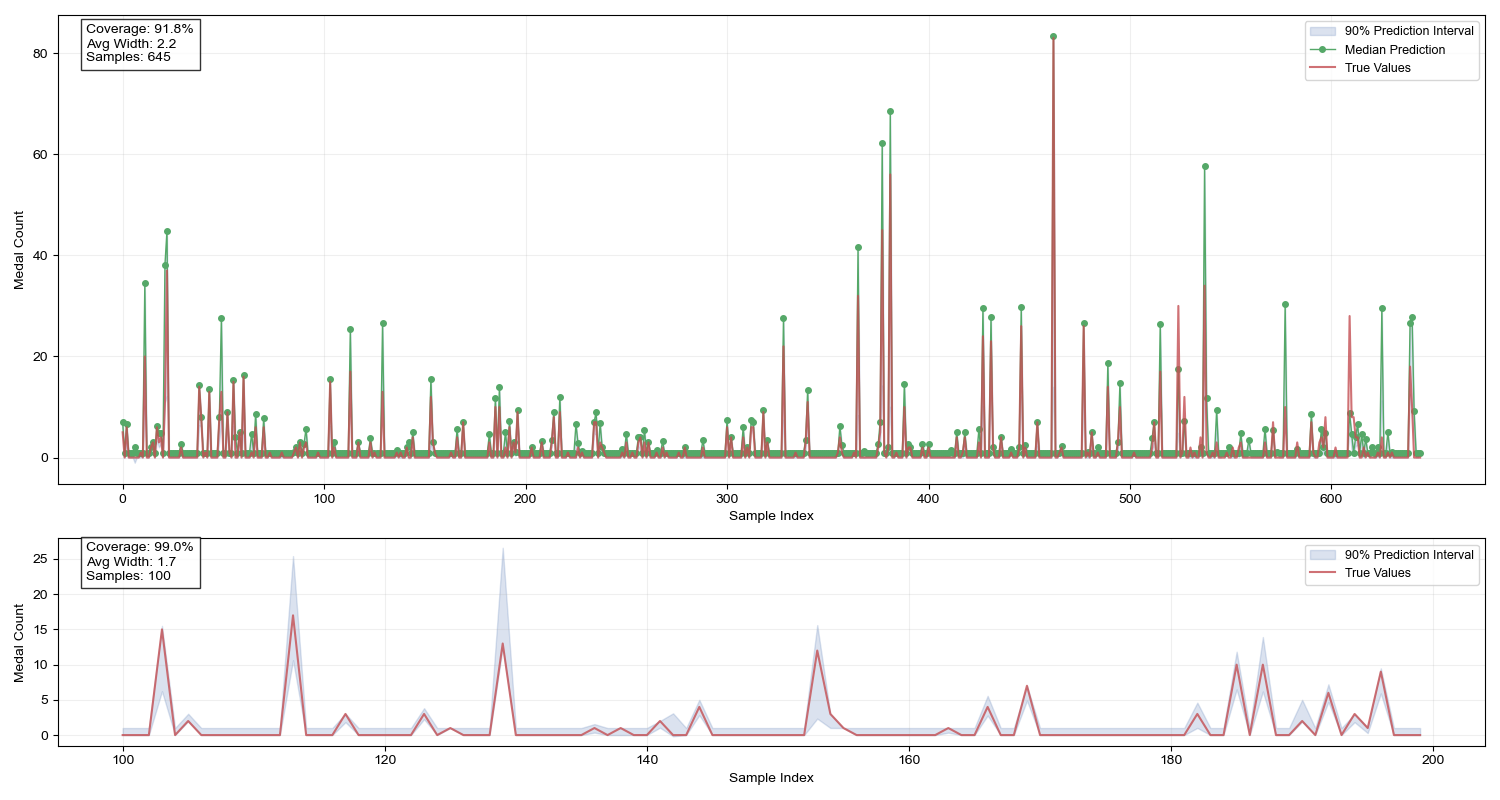 Coverage: 91.8%
Avg Width: 2.2
Samples: 645
90% Prediction Interval
Median Prediction
True Values
80
60
40
20
0
Medal Count
0 100 200 300 400 500 600
Sample Index
Coverage: 99.0%
Avg Width: 1.7
Samples: 100
90% Prediction Interval
True Values
25
20
15
10
5
0
Medal Count
100 120 140 160 180 200
Sample Index